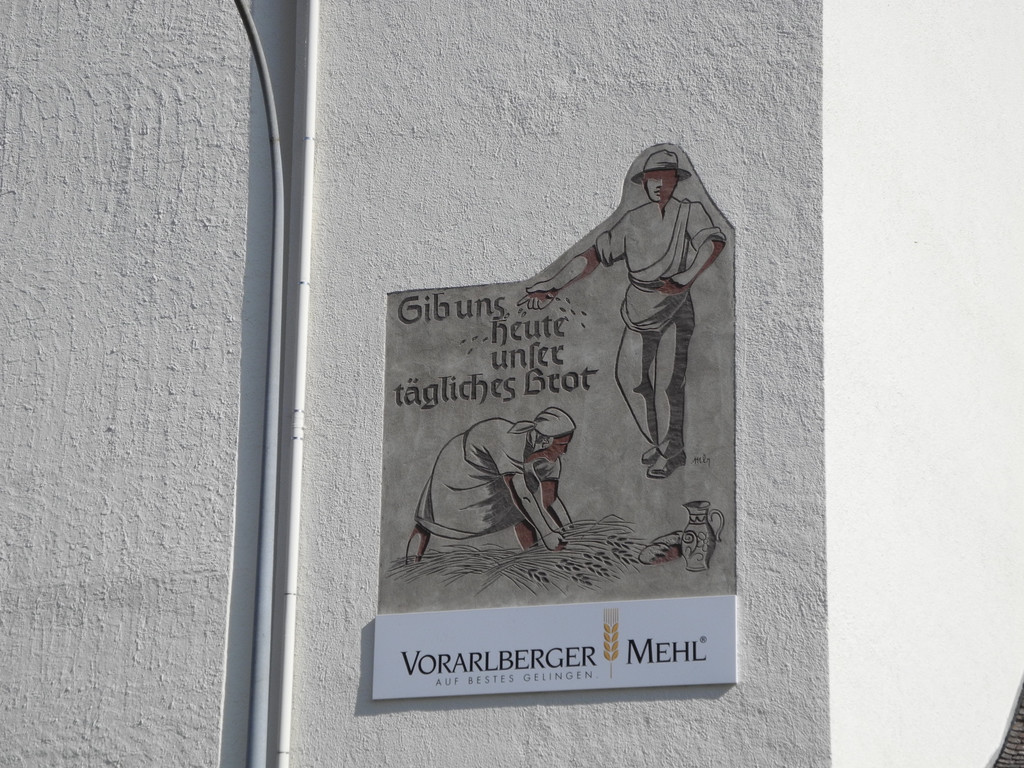 Gib uns
heute
unser
tägliches Brot
VORARLBERGER MEHL®
AUF BESTES GELINGEN.